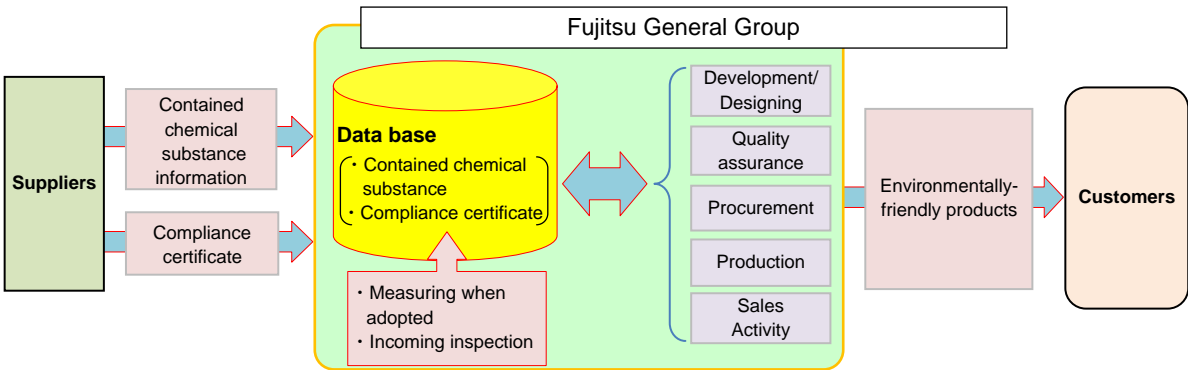 Fujitsu General Group
Suppliers
Contained
chemical
substance
information
Compliance
certificate
Data base
・Contained chemical
substance
・Compliance certificate
・Measuring when
adopted
・Incoming inspection
Development/
Designing
Quality
assurance
Procurement
Production
Sales
Activity
Environmentally-
friendly products
Customers